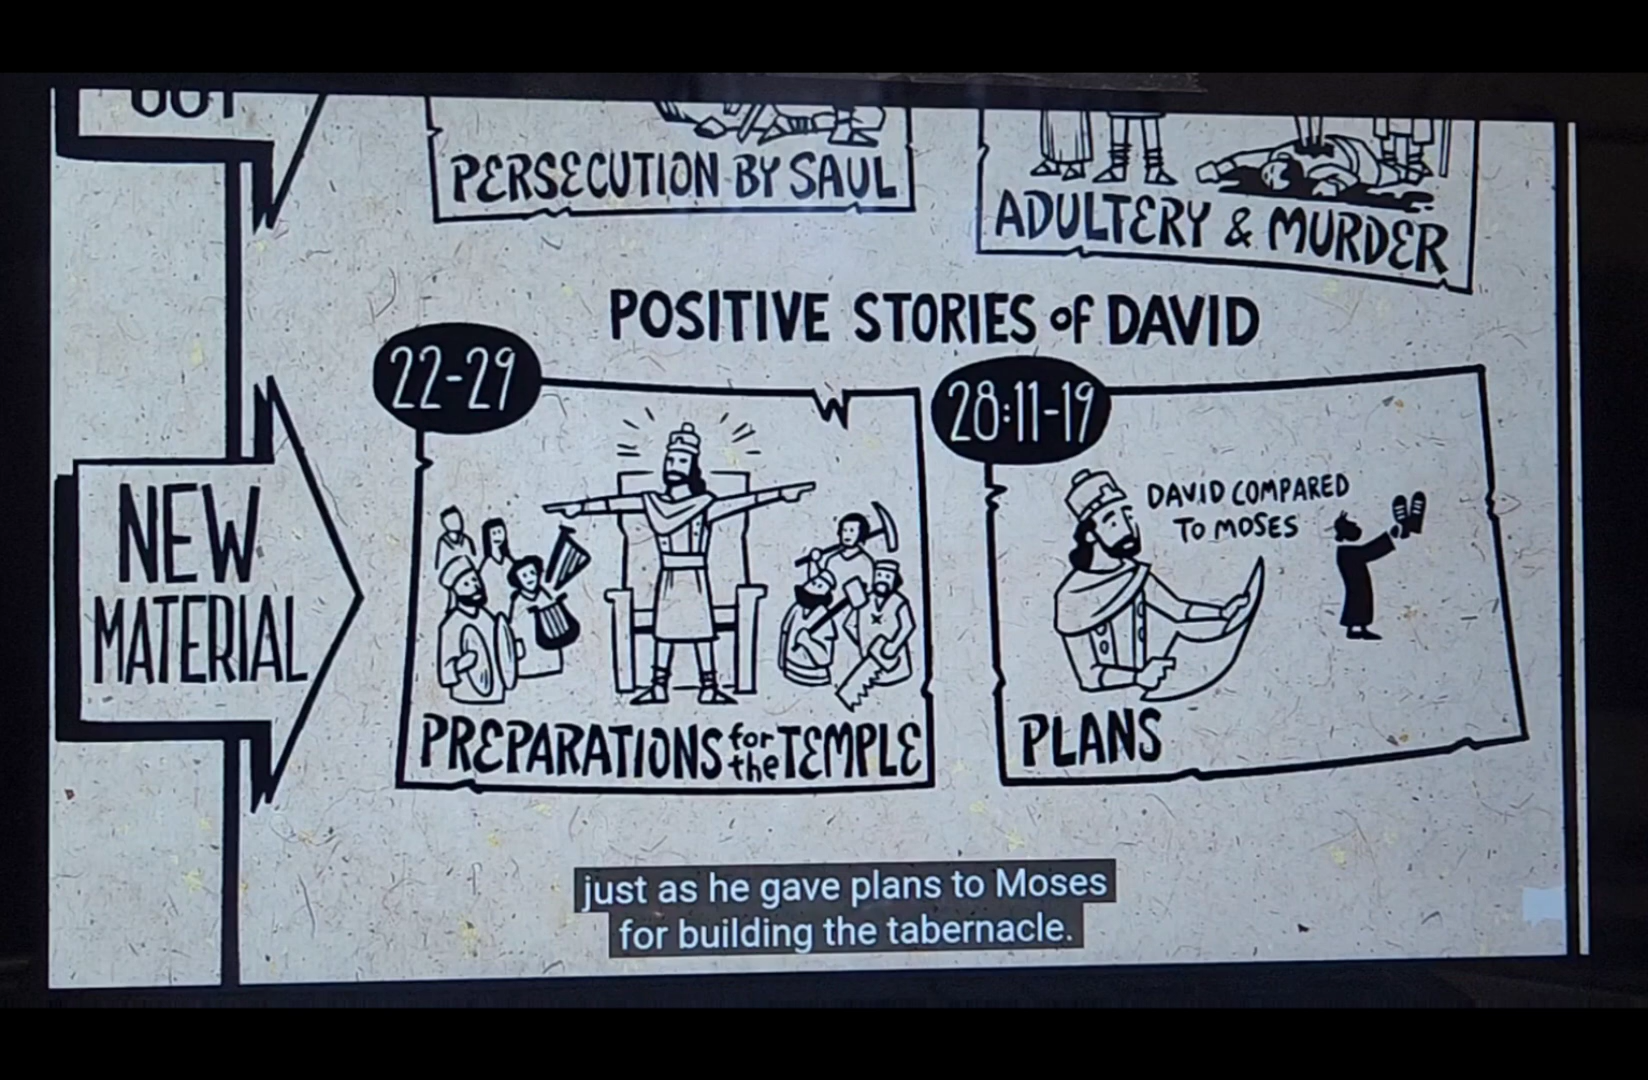 OUT
PERSECUTION BY SAUL
ADULTERY & MURDER
POSITIVE STORIES of DAVID
22-29
28:11-19
NEW
MATERIAL
DAVID COMPARED
TO MOSES
PREPARATIONS for the TEMPLE
PLANS
just as he gave plans to Moses
for building the tabernacle.